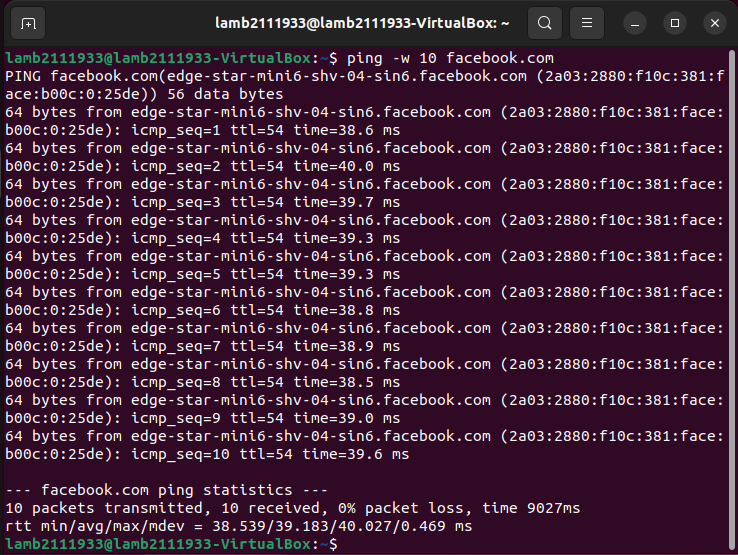 lamb2111933@lamb2111933-VirtualBox: ~
lamb2111933@lamb2111933-VirtualBox:~$ ping -w 10 facebook.com
PING facebook.com(edge-star-mini6-shv-04-sin6.facebook.com (2a03:2880:f10c:381:f
ace:b00c:0:25de)) 56 data bytes
64 bytes from edge-star-mini6-shv-04-sin6.facebook.com (2a03:2880:f10c:381:face:
b00c:0:25de): icmp_seq=1 ttl=54 time=38.6 ms
64 bytes from edge-star-mini6-shv-04-sin6.facebook.com (2a03:2880:f10c:381:face:
b00c:0:25de): icmp_seq=2 ttl=54 time=40.0 ms
64 bytes from edge-star-mini6-shv-04-sin6.facebook.com (2a03:2880:f10c:381:face:
b00c:0:25de): icmp_seq=3 ttl=54 time=39.7 ms
64 bytes from edge-star-mini6-shv-04-sin6.facebook.com (2a03:2880:f10c:381:face:
b00c:0:25de): icmp_seq=4 ttl=54 time=39.3 ms
64 bytes from edge-star-mini6-shv-04-sin6.facebook.com (2a03:2880:f10c:381:face:
b00c:0:25de): icmp_seq=5 ttl=54 time=39.3 ms
64 bytes from edge-star-mini6-shv-04-sin6.facebook.com (2a03:2880:f10c:381:face:
b00c:0:25de): icmp_seq=6 ttl=54 time=38.8 ms
64 bytes from edge-star-mini6-shv-04-sin6.facebook.com (2a03:2880:f10c:381:face:
b00c:0:25de): icmp_seq=7 ttl=54 time=38.9 ms
64 bytes from edge-star-mini6-shv-04-sin6.facebook.com (2a03:2880:f10c:381:face:
b00c:0:25de): icmp_seq=8 ttl=54 time=38.5 ms
64 bytes from edge-star-mini6-shv-04-sin6.facebook.com (2a03:2880:f10c:381:face:
b00c:0:25de): icmp_seq=9 ttl=54 time=39.0 ms
64 bytes from edge-star-mini6-shv-04-sin6.facebook.com (2a03:2880:f10c:381:face:
b00c:0:25de): icmp_seq=10 ttl=54 time=39.6 ms
--- facebook.com ping statistics ---
10 packets transmitted, 10 received, 0% packet loss, time 9027ms
rtt min/avg/max/mdev = 38.539/39.183/40.027/0.469 ms
lamb2111933@lamb2111933-VirtualBox:~$